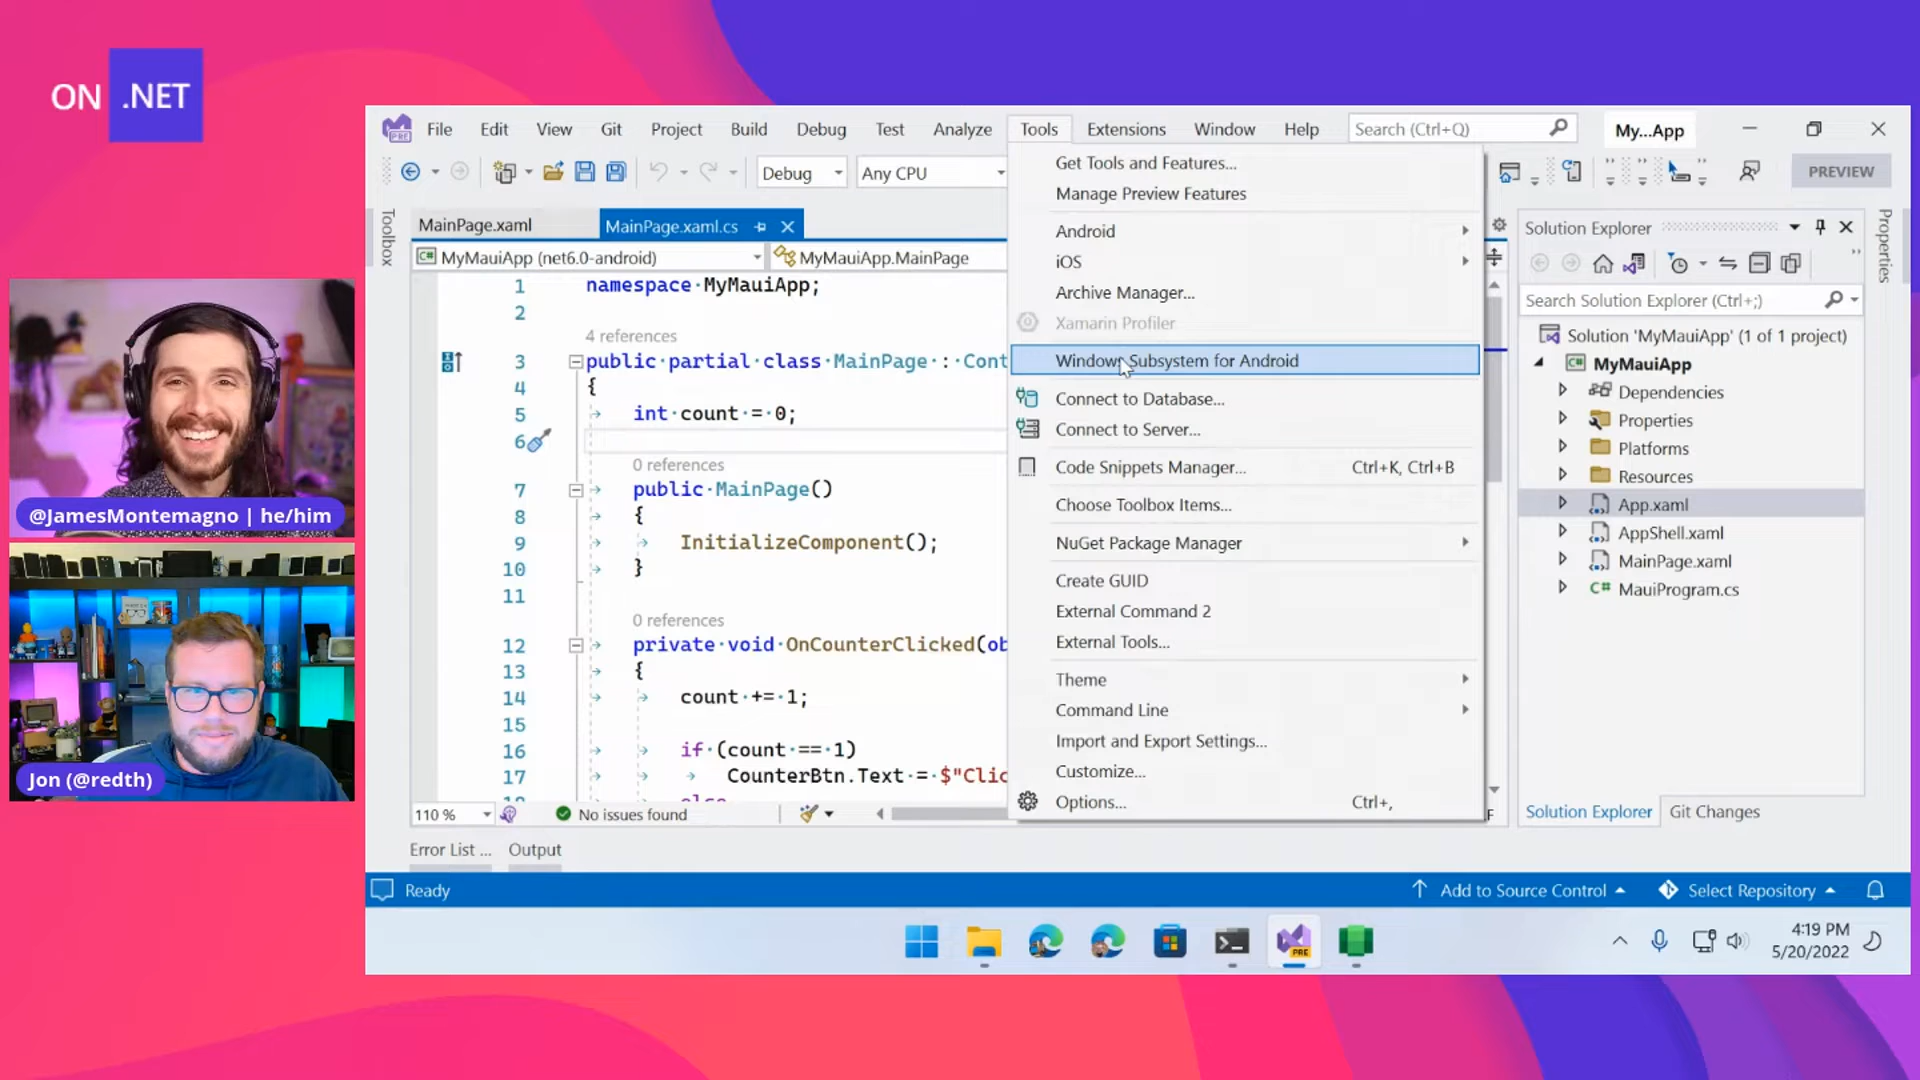 ON .NET
File Edit View Git Project Build Debug Test Analyze Tools Extensions Window Help Search (Ctrl+Q) My...App
Debug Any CPU PREVIEW
Get Tools and Features...
Manage Preview Features
Android
iOS
Archive Manager...
Xamarin Profiler
Windows Subsystem for Android
Connect to Database...
Connect to Server...
Code Snippets Manager... Ctrl+K, Ctrl+B
Choose Toolbox Items...
NuGet Package Manager
Create GUID
External Command 2
External Tools...
Theme
Command Line
Import and Export Settings...
Customize...
Options... Ctrl+,
Toolbox
MainPage.xaml MainPage.xaml.cs
MyMauiApp (net6.0-android) MyMauiApp.MainPage
1 namespace MyMauiApp;
2
4 references
3 public partial class MainPage : Cont
4 {
5 int count = 0;
6
0 references
7 public MainPage()
8 {
9 InitializeComponent();
10 }
11
0 references
12 private void OnCounterClicked(ob
13 {
14 count += 1;
15
16 if (count == 1)
17 CounterBtn.Text = $"Clic
110 % No issues found
Error List ... Output
Solution Explorer
Search Solution Explorer (Ctrl+;)
Solution 'MyMauiApp' (1 of 1 project)
MyMauiApp
Dependencies
Properties
Platforms
Resources
App.xaml
AppShell.xaml
MainPage.xaml
MauiProgram.cs
Solution Explorer Git Changes
Properties
Ready Add to Source Control Select Repository
PRE
4:19 PM
5/20/2022
@JamesMontemagno | he/him
Jon (@redth)